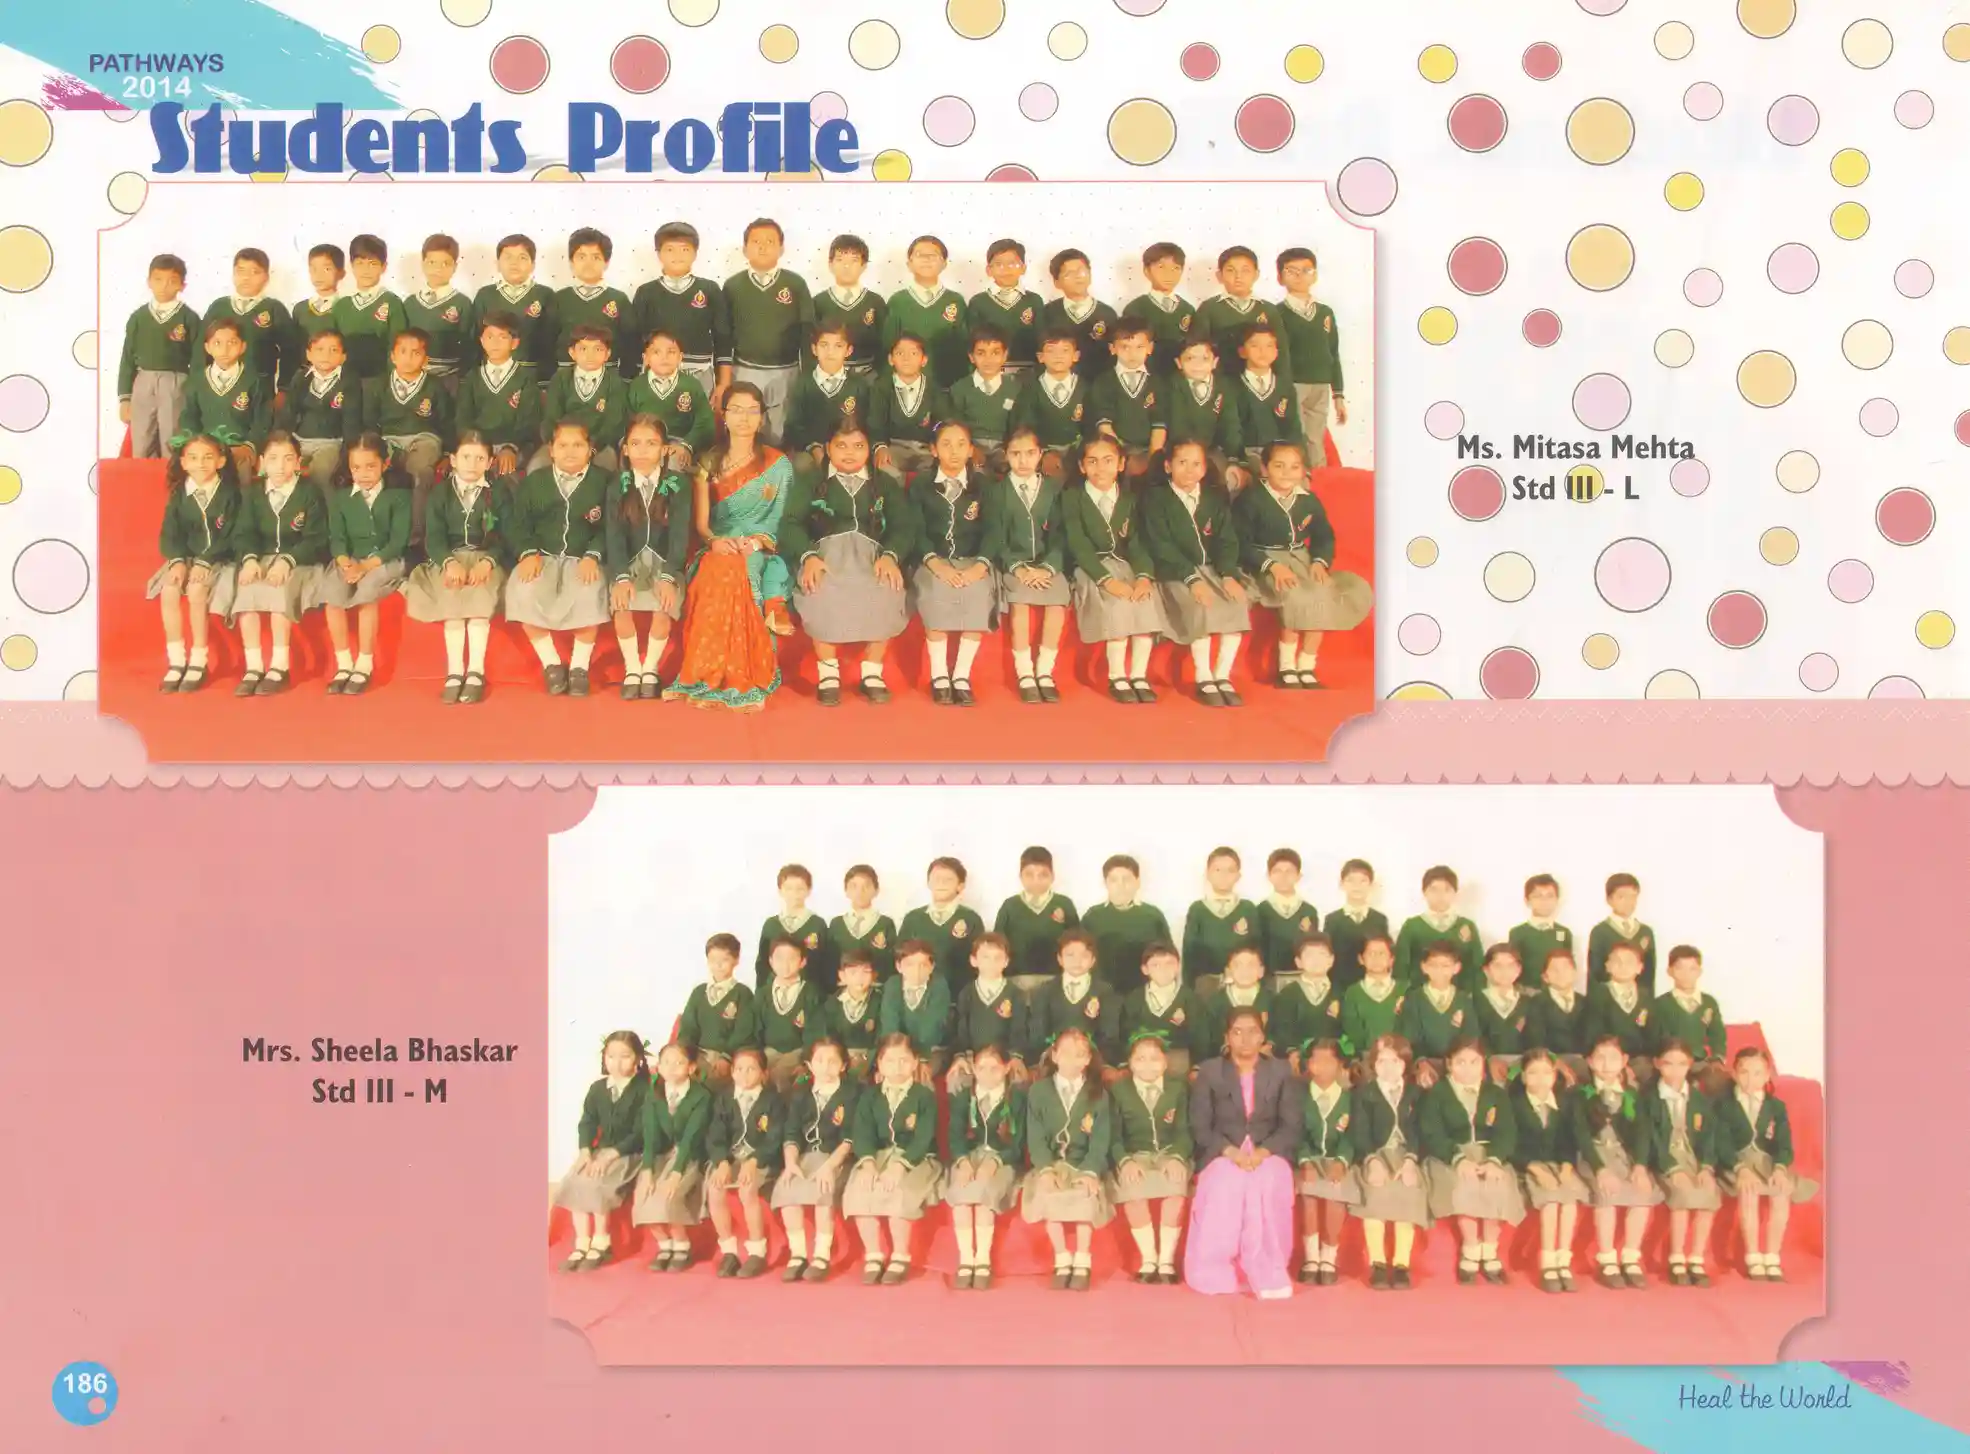 PATHWAYS
2014
Students Profile
Ms. Mitasa Mehta
Std III - L
Mrs. Sheela Bhaskar
Std III - M
186
Heal the World